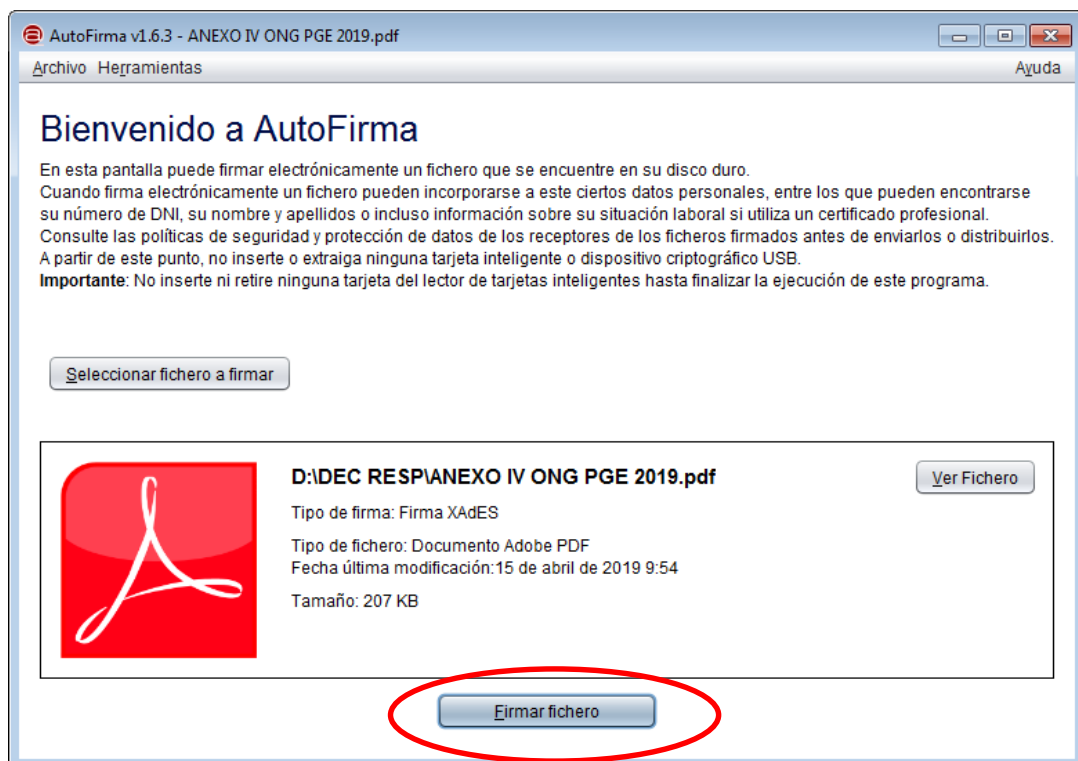 AutoFirma v1.6.3 - ANEXO IV ONG PGE 2019.pdf
Archivo Herramientas Ayuda
Bienvenido a AutoFirma
En esta pantalla puede firmar electrónicamente un fichero que se encuentre en su disco duro.
Cuando firma electrónicamente un fichero pueden incorporarse a este ciertos datos personales, entre los que pueden encontrarse
su número de DNI, su nombre y apellidos o incluso información sobre su situación laboral si utiliza un certificado profesional.
Consulte las políticas de seguridad y protección de datos de los receptores de los ficheros firmados antes de enviarlos o distribuirlos.
A partir de este punto, no inserte o extraiga ninguna tarjeta inteligente o dispositivo criptográfico USB.
Importante: No inserte ni retire ninguna tarjeta del lector de tarjetas inteligentes hasta finalizar la ejecución de este programa.
Seleccionar fichero a firmar
D:\DEC RESP\ANEXO IV ONG PGE 2019.pdf
Ver Fichero
Tipo de firma: Firma XAdES
Tipo de fichero: Documento Adobe PDF
Fecha última modificación:15 de abril de 2019 9:54
Tamaño: 207 KB
Firmar fichero